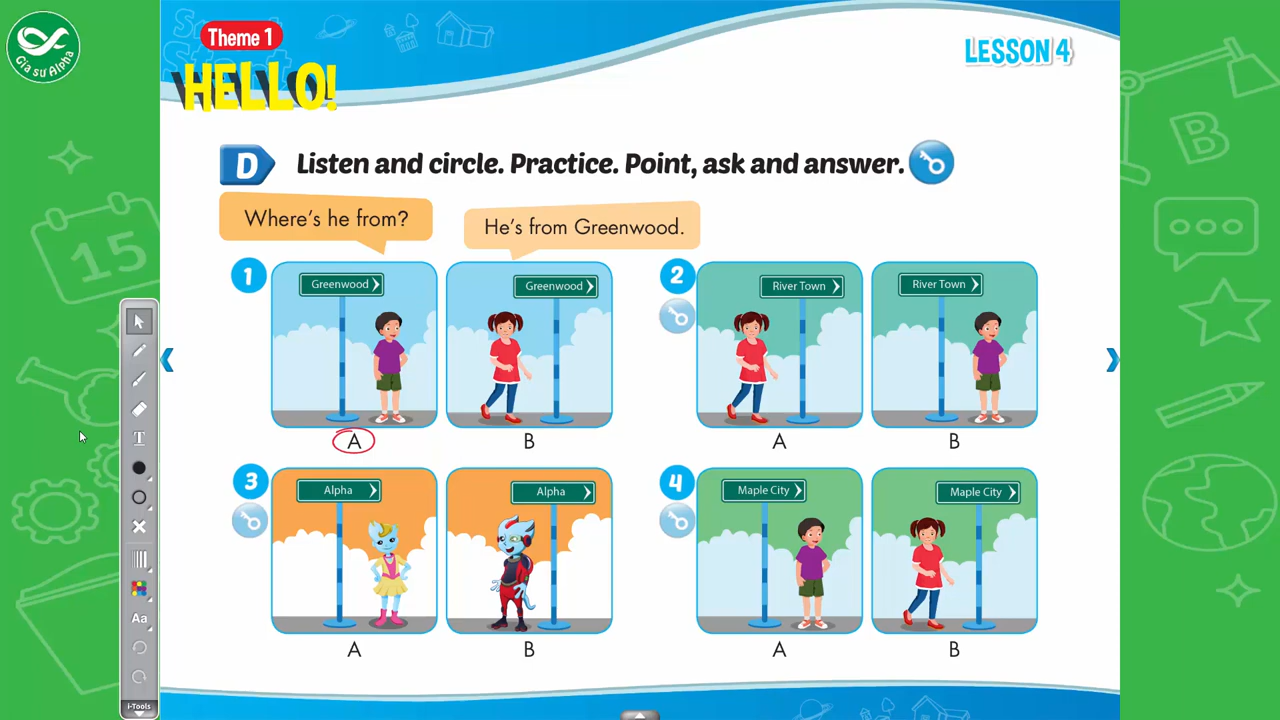 Gia sư Alpha
Theme 1
HELLO!
LESSON 4
D Listen and circle. Practice. Point, ask and answer.
Where's he from?
He's from Greenwood.
1
Greenwood
Greenwood
A
B
2
River Town
River Town
A
B
3
Alpha
Alpha
A
B
4
Maple City
Maple City
A
B
T
Aa
i-Tools
15
B